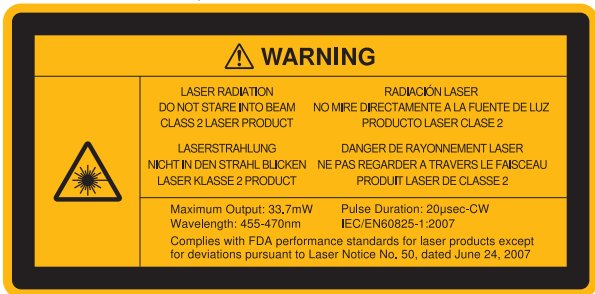 WARNING
LASER RADIATION
DO NOT STARE INTO BEAM
CLASS 2 LASER PRODUCT
RADIACIÓN LASER
NO MIRE DIRECTAMENTE A LA FUENTE DE LUZ
PRODUCTO LASER CLASE 2
LASERSTRAHLUNG
NICHT IN DEN STRAHL BLICKEN
LASER KLASSE 2 PRODUCT
DANGER DE RAYONNEMENT LASER
NE PAS REGARDER A TRAVERS LE FAISCEAU
PRODUIT LASER DE CLASSE 2
Maximum Output: 33.7mW
Wavelength: 455-470nm
Pulse Duration: 20µsec-CW
IEC/EN60825-1:2007
Complies with FDA performance standards for laser products except
for deviations pursuant to Laser Notice No. 50, dated June 24, 2007